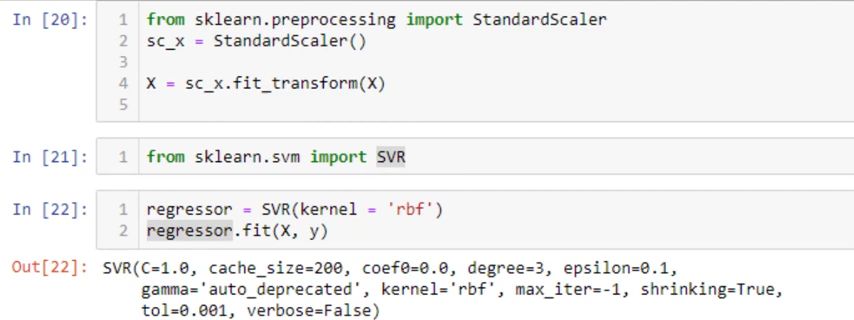 In [20]:
1 from sklearn.preprocessing import StandardScaler
2 sc_x = StandardScaler()
3
4 X = sc_x.fit_transform(X)
5
In [21]:
1 from sklearn.svm import SVR
In [22]:
1 regressor = SVR(kernel = 'rbf')
2 regressor.fit(X, y)
Out[22]: SVR(C=1.0, cache_size=200, coef0=0.0, degree=3, epsilon=0.1,
gamma='auto_deprecated', kernel='rbf', max_iter=-1, shrinking=True,
tol=0.001, verbose=False)